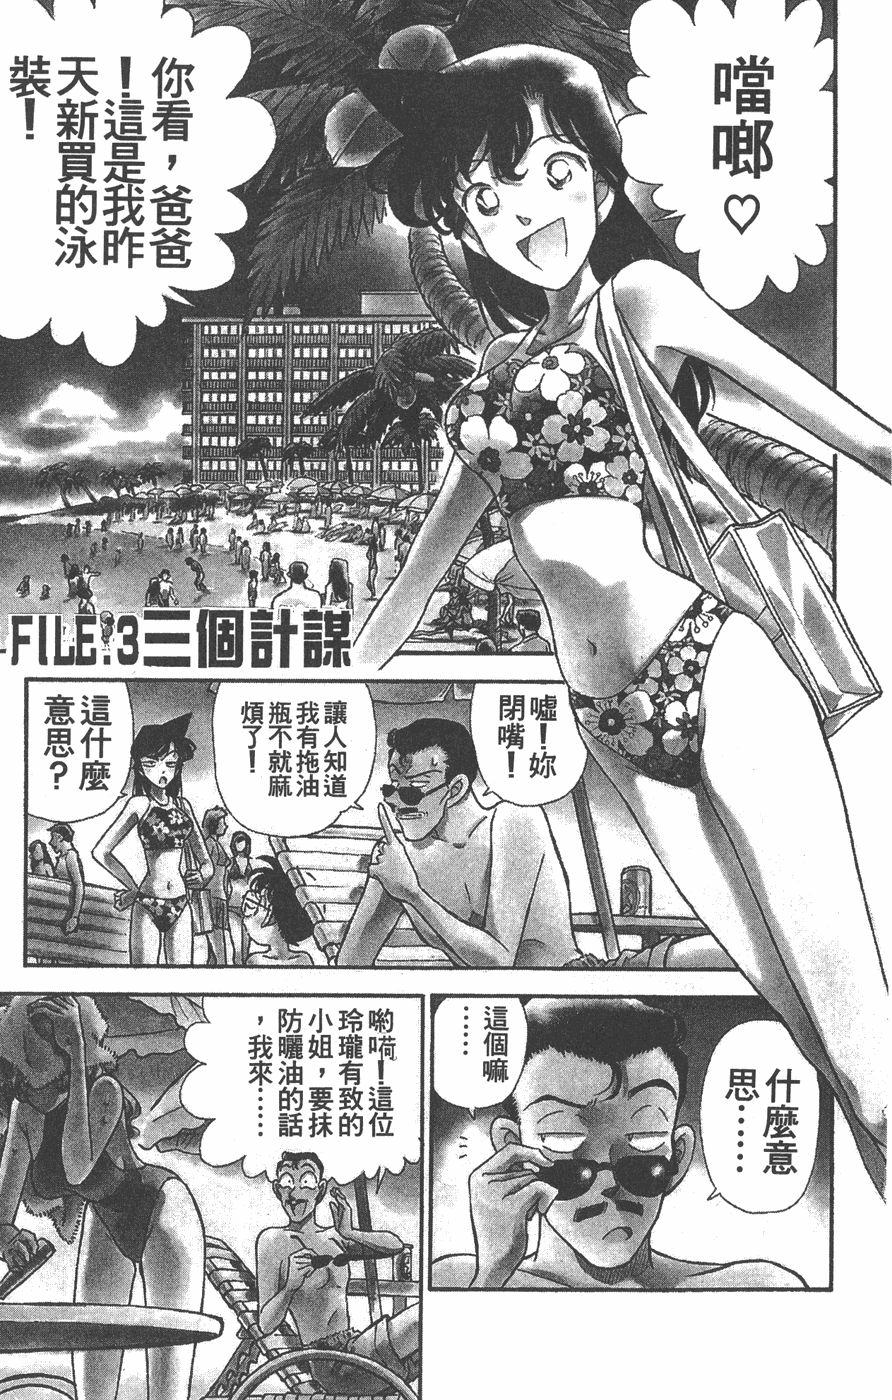 噹
啷
♡
你看，爸爸
！這是我昨
天新買的泳
裝！
FILE.3三個計謀
噓！妳
閉嘴！
讓人知道
我有拖油
瓶不就麻
煩了！
這什麼
意思？
什麼意
思……
這個嘛
……
喲嗬！這位
玲瓏有致的
小姐，要抹
防曬油的話
，我來……